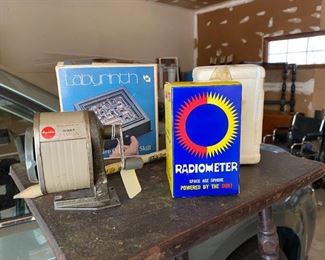 Labyrinth
Skill
RADIOMETER
SPACE AGE SPHERE
POWERED BY THE SUN!